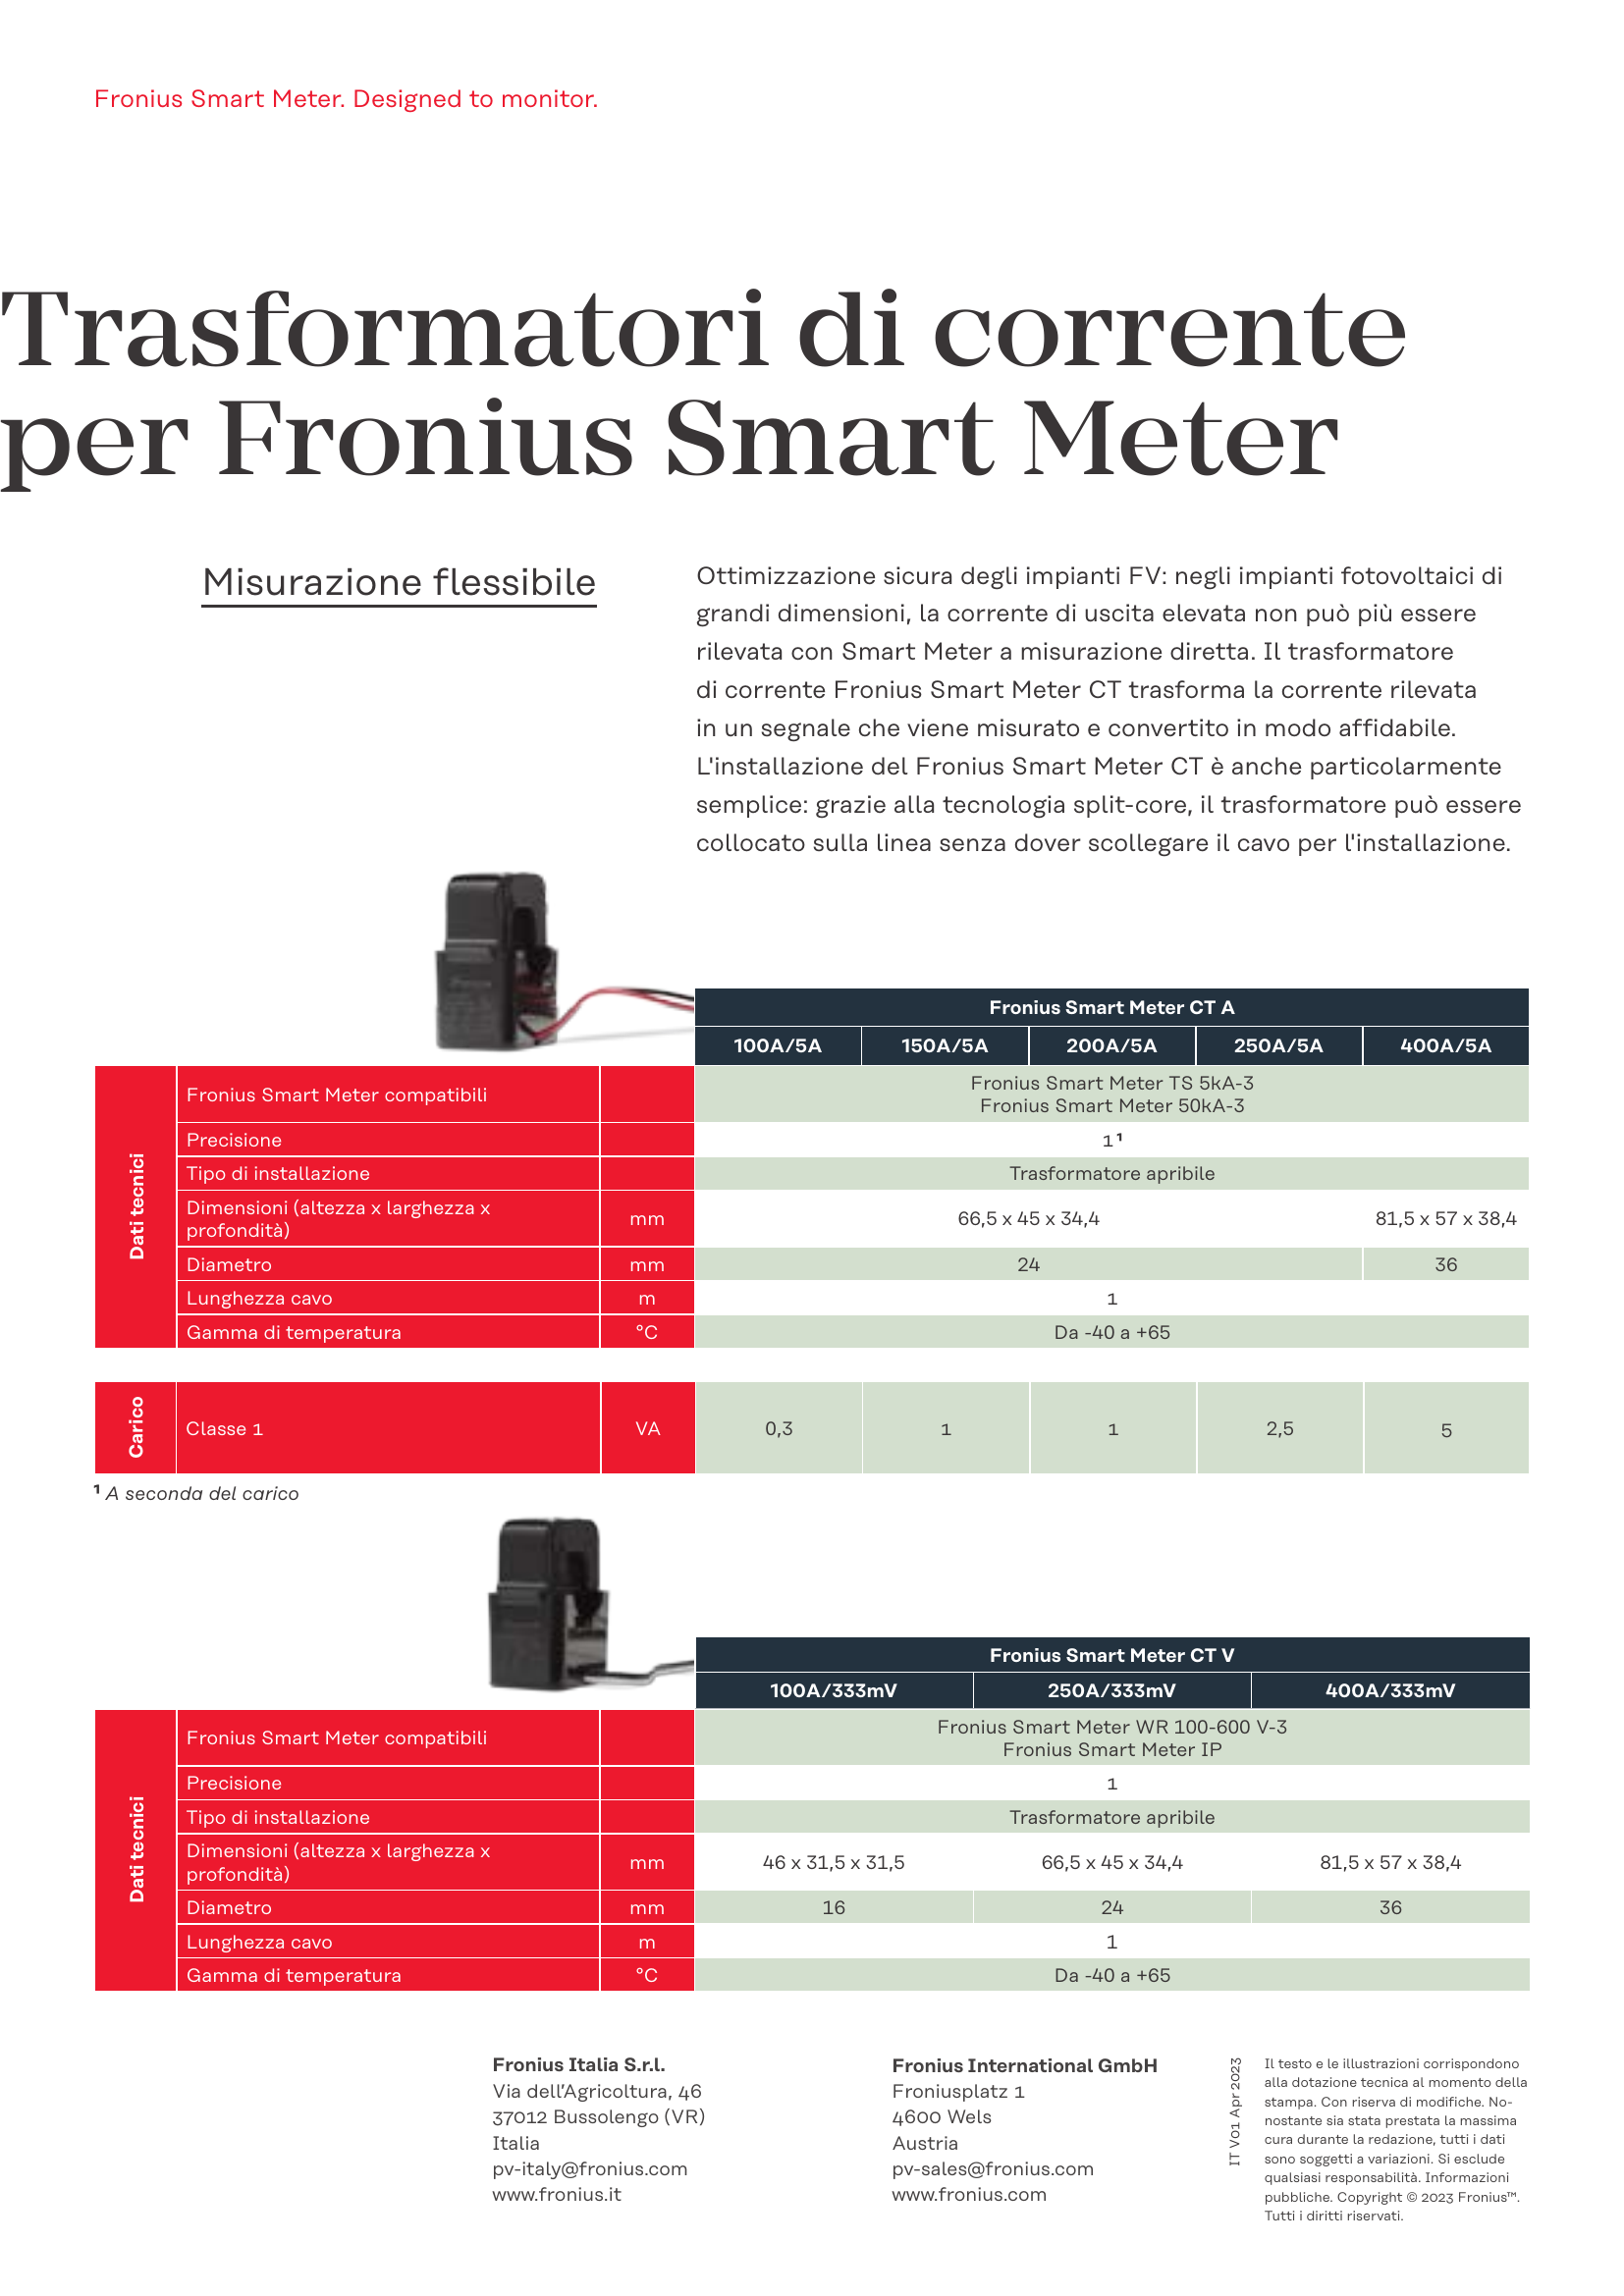 Fronius Smart Meter. Designed to monitor.
Trasformatori di corrente
per Fronius Smart Meter
Misurazione flessibile
Ottimizzazione sicura degli impianti FV: negli impianti fotovoltaici di
grandi dimensioni, la corrente di uscita elevata non può più essere
rilevata con Smart Meter a misurazione diretta. Il trasformatore
di corrente Fronius Smart Meter CT trasforma la corrente rilevata
in un segnale che viene misurato e convertito in modo affidabile.
L'installazione del Fronius Smart Meter CT è anche particolarmente
semplice: grazie alla tecnologia split-core, il trasformatore può essere
collocato sulla linea senza dover scollegare il cavo per l'installazione.
Fronius Smart Meter CT A
100A/5A 150A/5A 200A/5A 250A/5A 400A/5A
Dati tecnici
Fronius Smart Meter compatibili
Fronius Smart Meter TS 5kA-3
Fronius Smart Meter 50kA-3
Precisione 1 ¹
Tipo di installazione Trasformatore apribile
Dimensioni (altezza x larghezza x
profondità) mm 66,5 x 45 x 34,4 81,5 x 57 x 38,4
Diametro mm 24 36
Lunghezza cavo m 1
Gamma di temperatura °C Da -40 a +65
Carico
Classe 1 VA 0,3 1 1 2,5 5
¹ A seconda del carico
Fronius Smart Meter CT V
100A/333mV 250A/333mV 400A/333mV
Dati tecnici
Fronius Smart Meter compatibili
Fronius Smart Meter WR 100-600 V-3
Fronius Smart Meter IP
Precisione 1
Tipo di installazione Trasformatore apribile
Dimensioni (altezza x larghezza x
profondità) mm 46 x 31,5 x 31,5 66,5 x 45 x 34,4 81,5 x 57 x 38,4
Diametro mm 16 24 36
Lunghezza cavo m 1
Gamma di temperatura °C Da -40 a +65
Fronius Italia S.r.l.
Via dell’Agricoltura, 46
37012 Bussolengo (VR)
Italia
pv-italy@fronius.com
www.fronius.it
Fronius International GmbH
Froniusplatz 1
4600 Wels
Austria
pv-sales@fronius.com
www.fronius.com
IT V01 Apr 2023
Il testo e le illustrazioni corrispondono
alla dotazione tecnica al momento della
stampa. Con riserva di modifiche. No-
nostante sia stata prestata la massima
cura durante la redazione, tutti i dati
sono soggetti a variazioni. Si esclude
qualsiasi responsabilità. Informazioni
pubbliche. Copyright © 2023 Fronius™.
Tutti i diritti riservati.